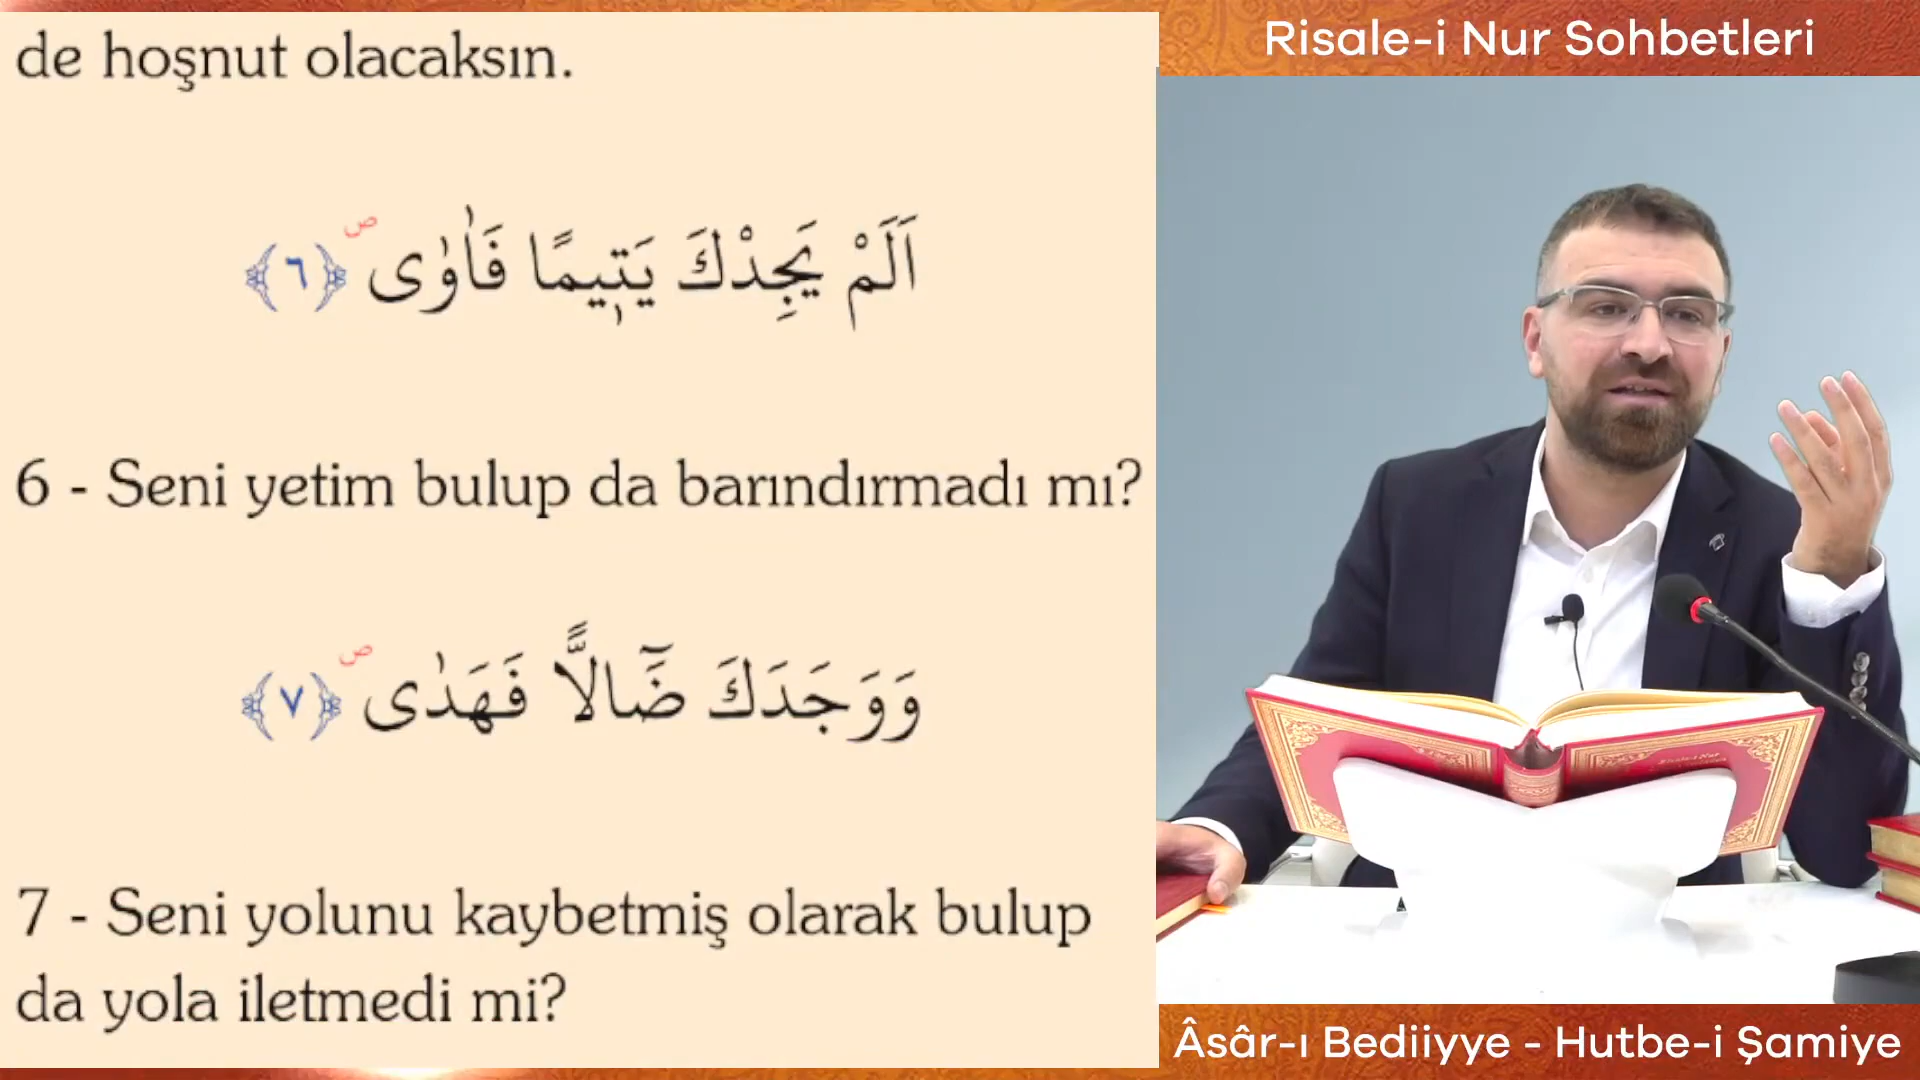 de hoşnut olacaksın.
اَلَمْ يَجِدْكَ يَتٖيمًا فَاٰوٰى ۖ ﴿٦﴾
6 - Seni yetim bulup da barındırmadı mı?
وَوَجَدَكَ ضَٓالاًّ فَهَدٰى ۖ ﴿٧﴾
7 - Seni yolunu kaybetmiş olarak bulup
da yola iletmedi mi?
Risale-i Nur Sohbetleri
Âsâr-ı Bediiyye - Hutbe-i Şamiye